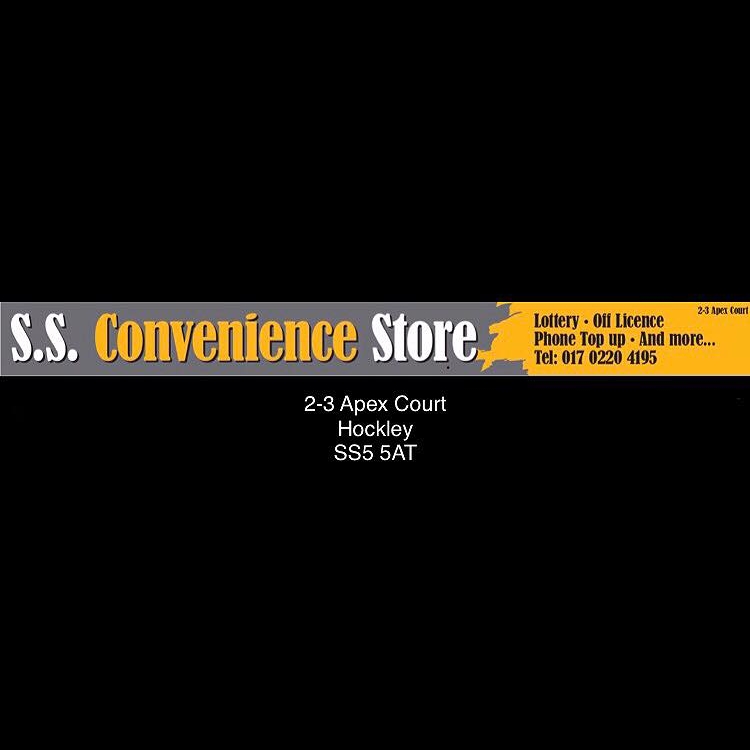 S.S. Convenience Store
2-3 Apex Court
Lottery · Off Licence
Phone Top up · And more...
Tel: 017 0220 4195
2-3 Apex Court
Hockley
SS5 5AT